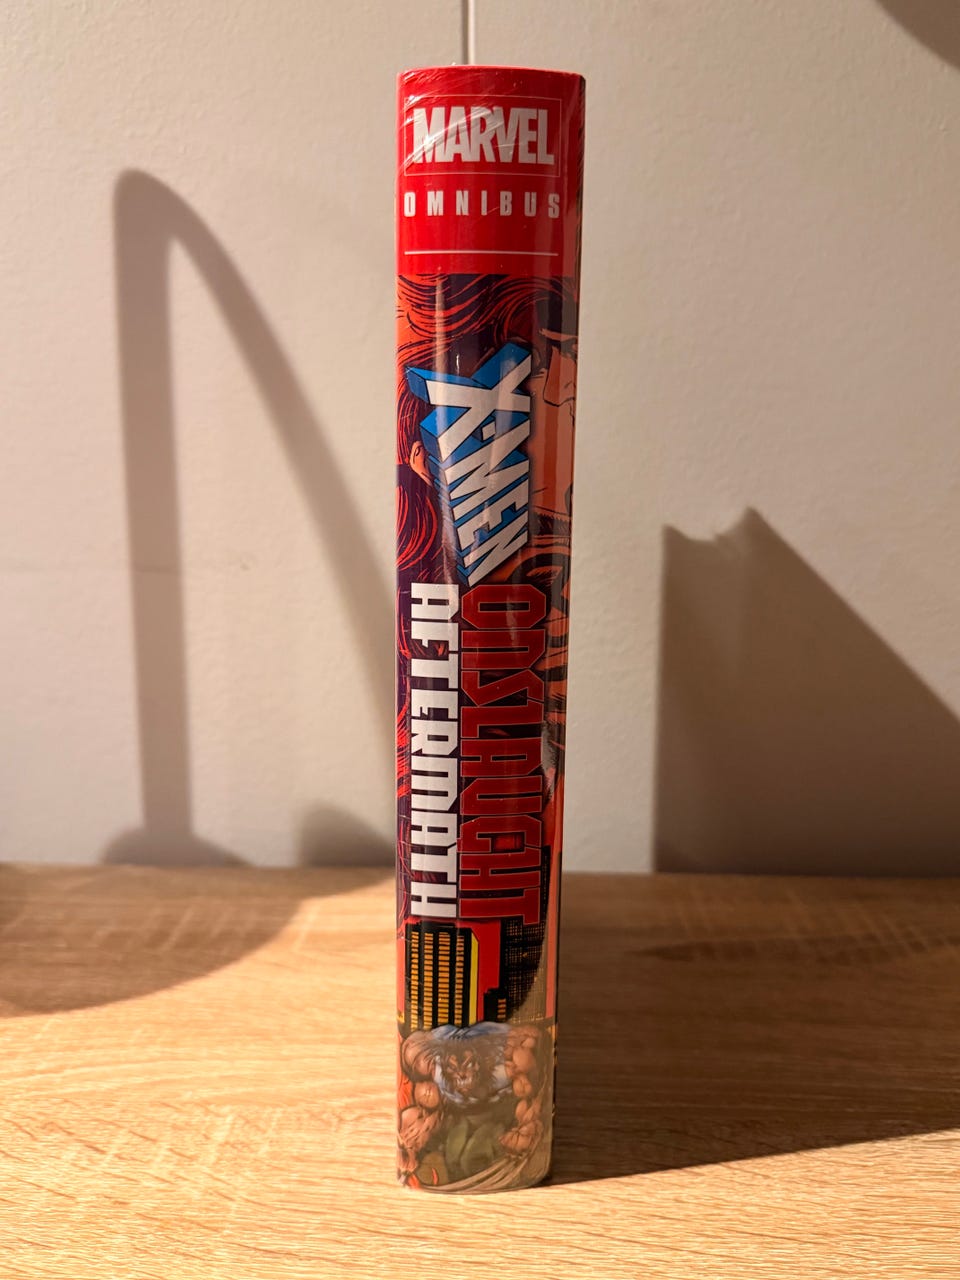 MARVEL
OMNIBUS
X-MEN
ONSLAUGHT
AFTERMATH